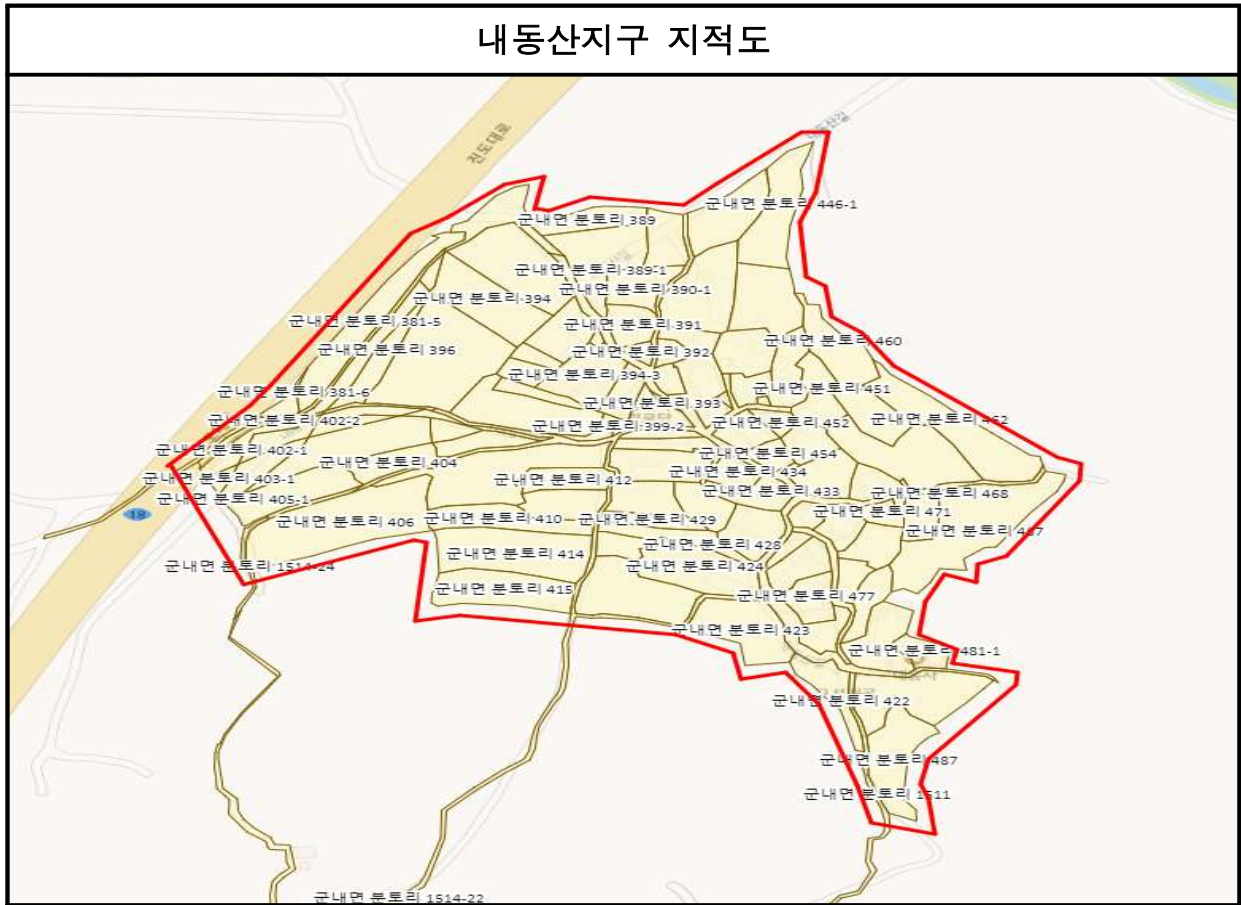 내동산지구 지적도
내동산길
진도대로
군내면 분토리 446-1
군내면 분토리 389
군내면 분토리 389-1
군내면 분토리 390-1
군내면 분토리 394
군내면 분토리 381-5
군내면 분토리 391
군내면 분토리 460
군내면 분토리 396
군내면 분토리 392
군내면 분토리 394-3
군내면 분토리 451
군내면 분토리 381-6
군내면 분토리 393
군내면 분토리 402-2
군내면 분토리 462
군내면 분토리 452
군내면 분토리 399-2
군내면 분토리 402-1
군내면 분토리 454
군내면 분토리 404
군내면 분토리 434
군내면 분토리 403-1
군내면 분토리 412
군내면 분토리 433
군내면 분토리 468
군내면 분토리 405-1
군내면 분토리 471
18
군내면 분토리 406
군내면 분토리 410
군내면 분토리 429
군내면 분토리 467
군내면 분토리 428
군내면 분토리 414
군내면 분토리 1514-24
군내면 분토리 424
군내면 분토리 415
군내면 분토리 477
군내면 분토리 423
군내면 분토리 481-1
군내면 분토리 422
군내면 분토리 487
군내면 분토리 1511
군내면 분토리 1514-22